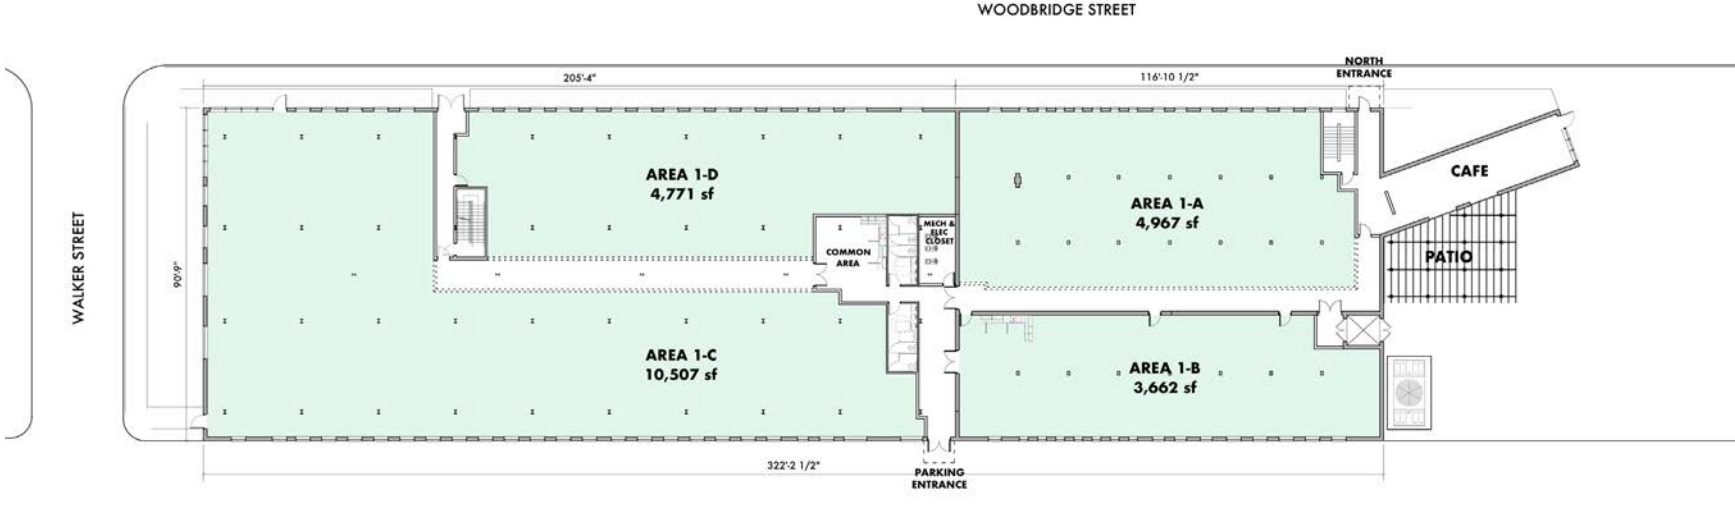 WOODBRIDGE STREET
NORTH
ENTRANCE
205'-4"
116'-10 1/2"
AREA 1-D
4,771 sf
AREA 1-A
4,967 sf
CAFE
WALKER STREET
90'-9"
MECH &
ELEC
CLOSET
COMMON
AREA
PATIO
AREA 1-C
10,507 sf
AREA 1-B
3,662 sf
322'-2 1/2"
PARKING
ENTRANCE